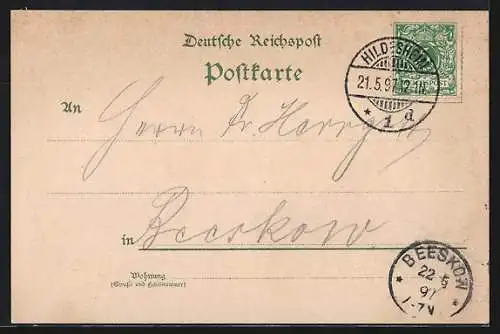 Deutsche Reichspost
Postkarte
HILDESHEIM
21.5.97.12-1N.
* 1 d
An Herrn Dr.
in Beeskow
Wohnung
(Straße und Hausnummer)
BEESKOW
22 5
97